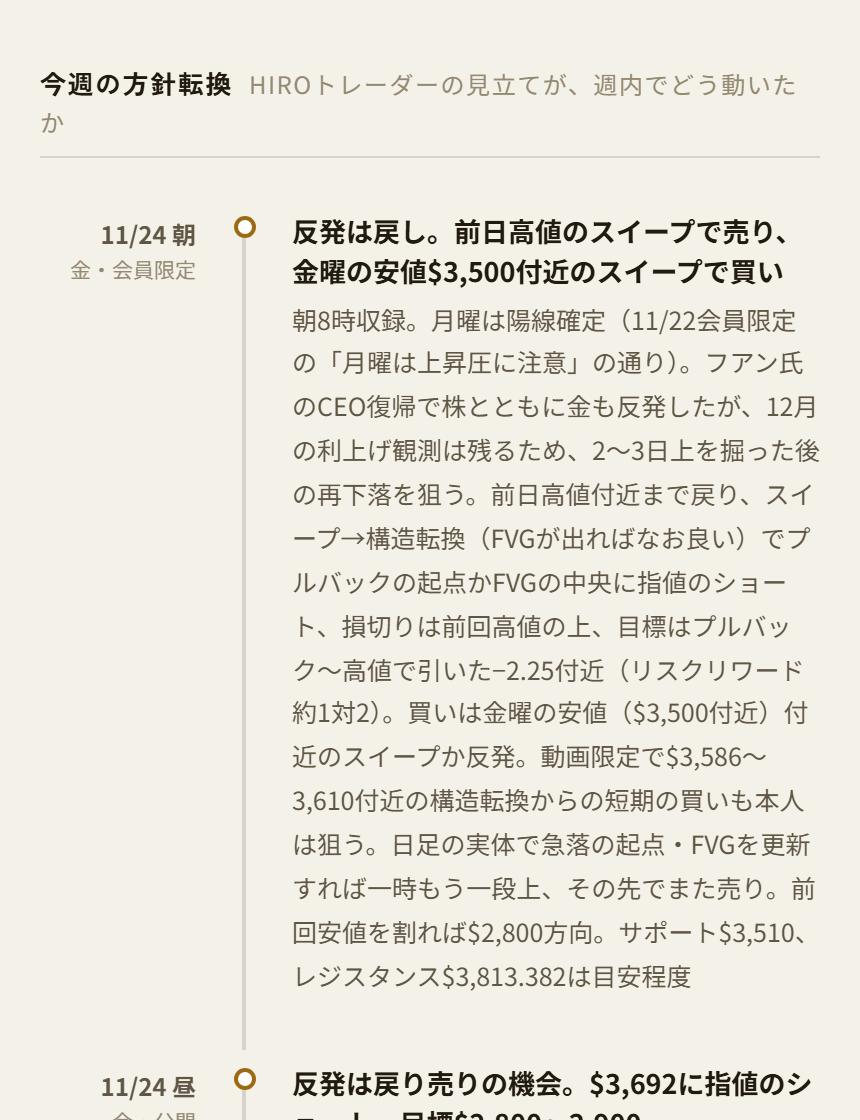 今週の方針転換 HIROトレーダーの見立てが、週内でどう動いた
か
11/24 朝
金・会員限定
反発は戻し。前日高値のスイープで売り、
金曜の安値$3,500付近のスイープで買い
朝8時収録。月曜は陽線確定（11/22会員限定
の「月曜は上昇圧に注意」の通り）。フアン氏
のCEO復帰で株とともに金も反発したが、12月
の利上げ観測は残るため、2〜3日上を掘った後
の再下落を狙う。前日高値付近まで戻り、スイ
ープ→構造転換（FVGが出ればなお良い）でプ
ルバックの起点かFVGの中央に指値のショー
ト、損切りは前回高値の上、目標はプルバッ
ク〜高値で引いた−2.25付近（リスクリワード
約1対2）。買いは金曜の安値（$3,500付近）付
近のスイープか反発。動画限定で$3,586〜
3,610付近の構造転換からの短期の買いも本人
は狙う。日足の実体で急落の起点・FVGを更新
すれば一時もう一段上、その先でまた売り。前
回安値を割れば$2,800方向。サポート$3,510、
レジスタンス$3,813.382は目安程度
11/24 昼
金・公開
反発は戻り売りの機会。$3,692に指値のシ
ョート、目標$2,800〜2,900